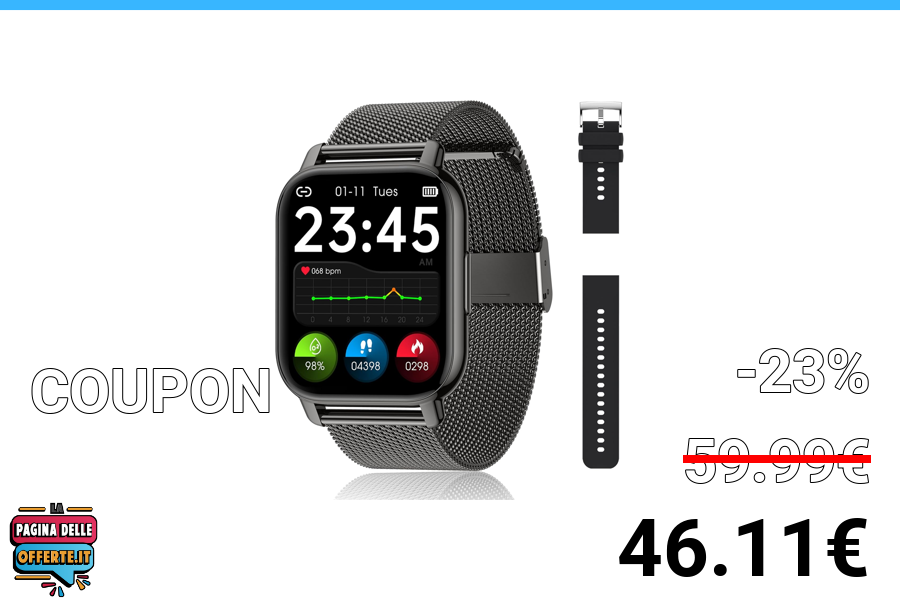 01-11 Tues
23:45
AM
068 bpm
0 4 8 12 16 20 24
O2
98% 04398 0298
COUPON
-23%
59.99€
46.11€
LA
PAGINA DELLE
OFFERTE.IT